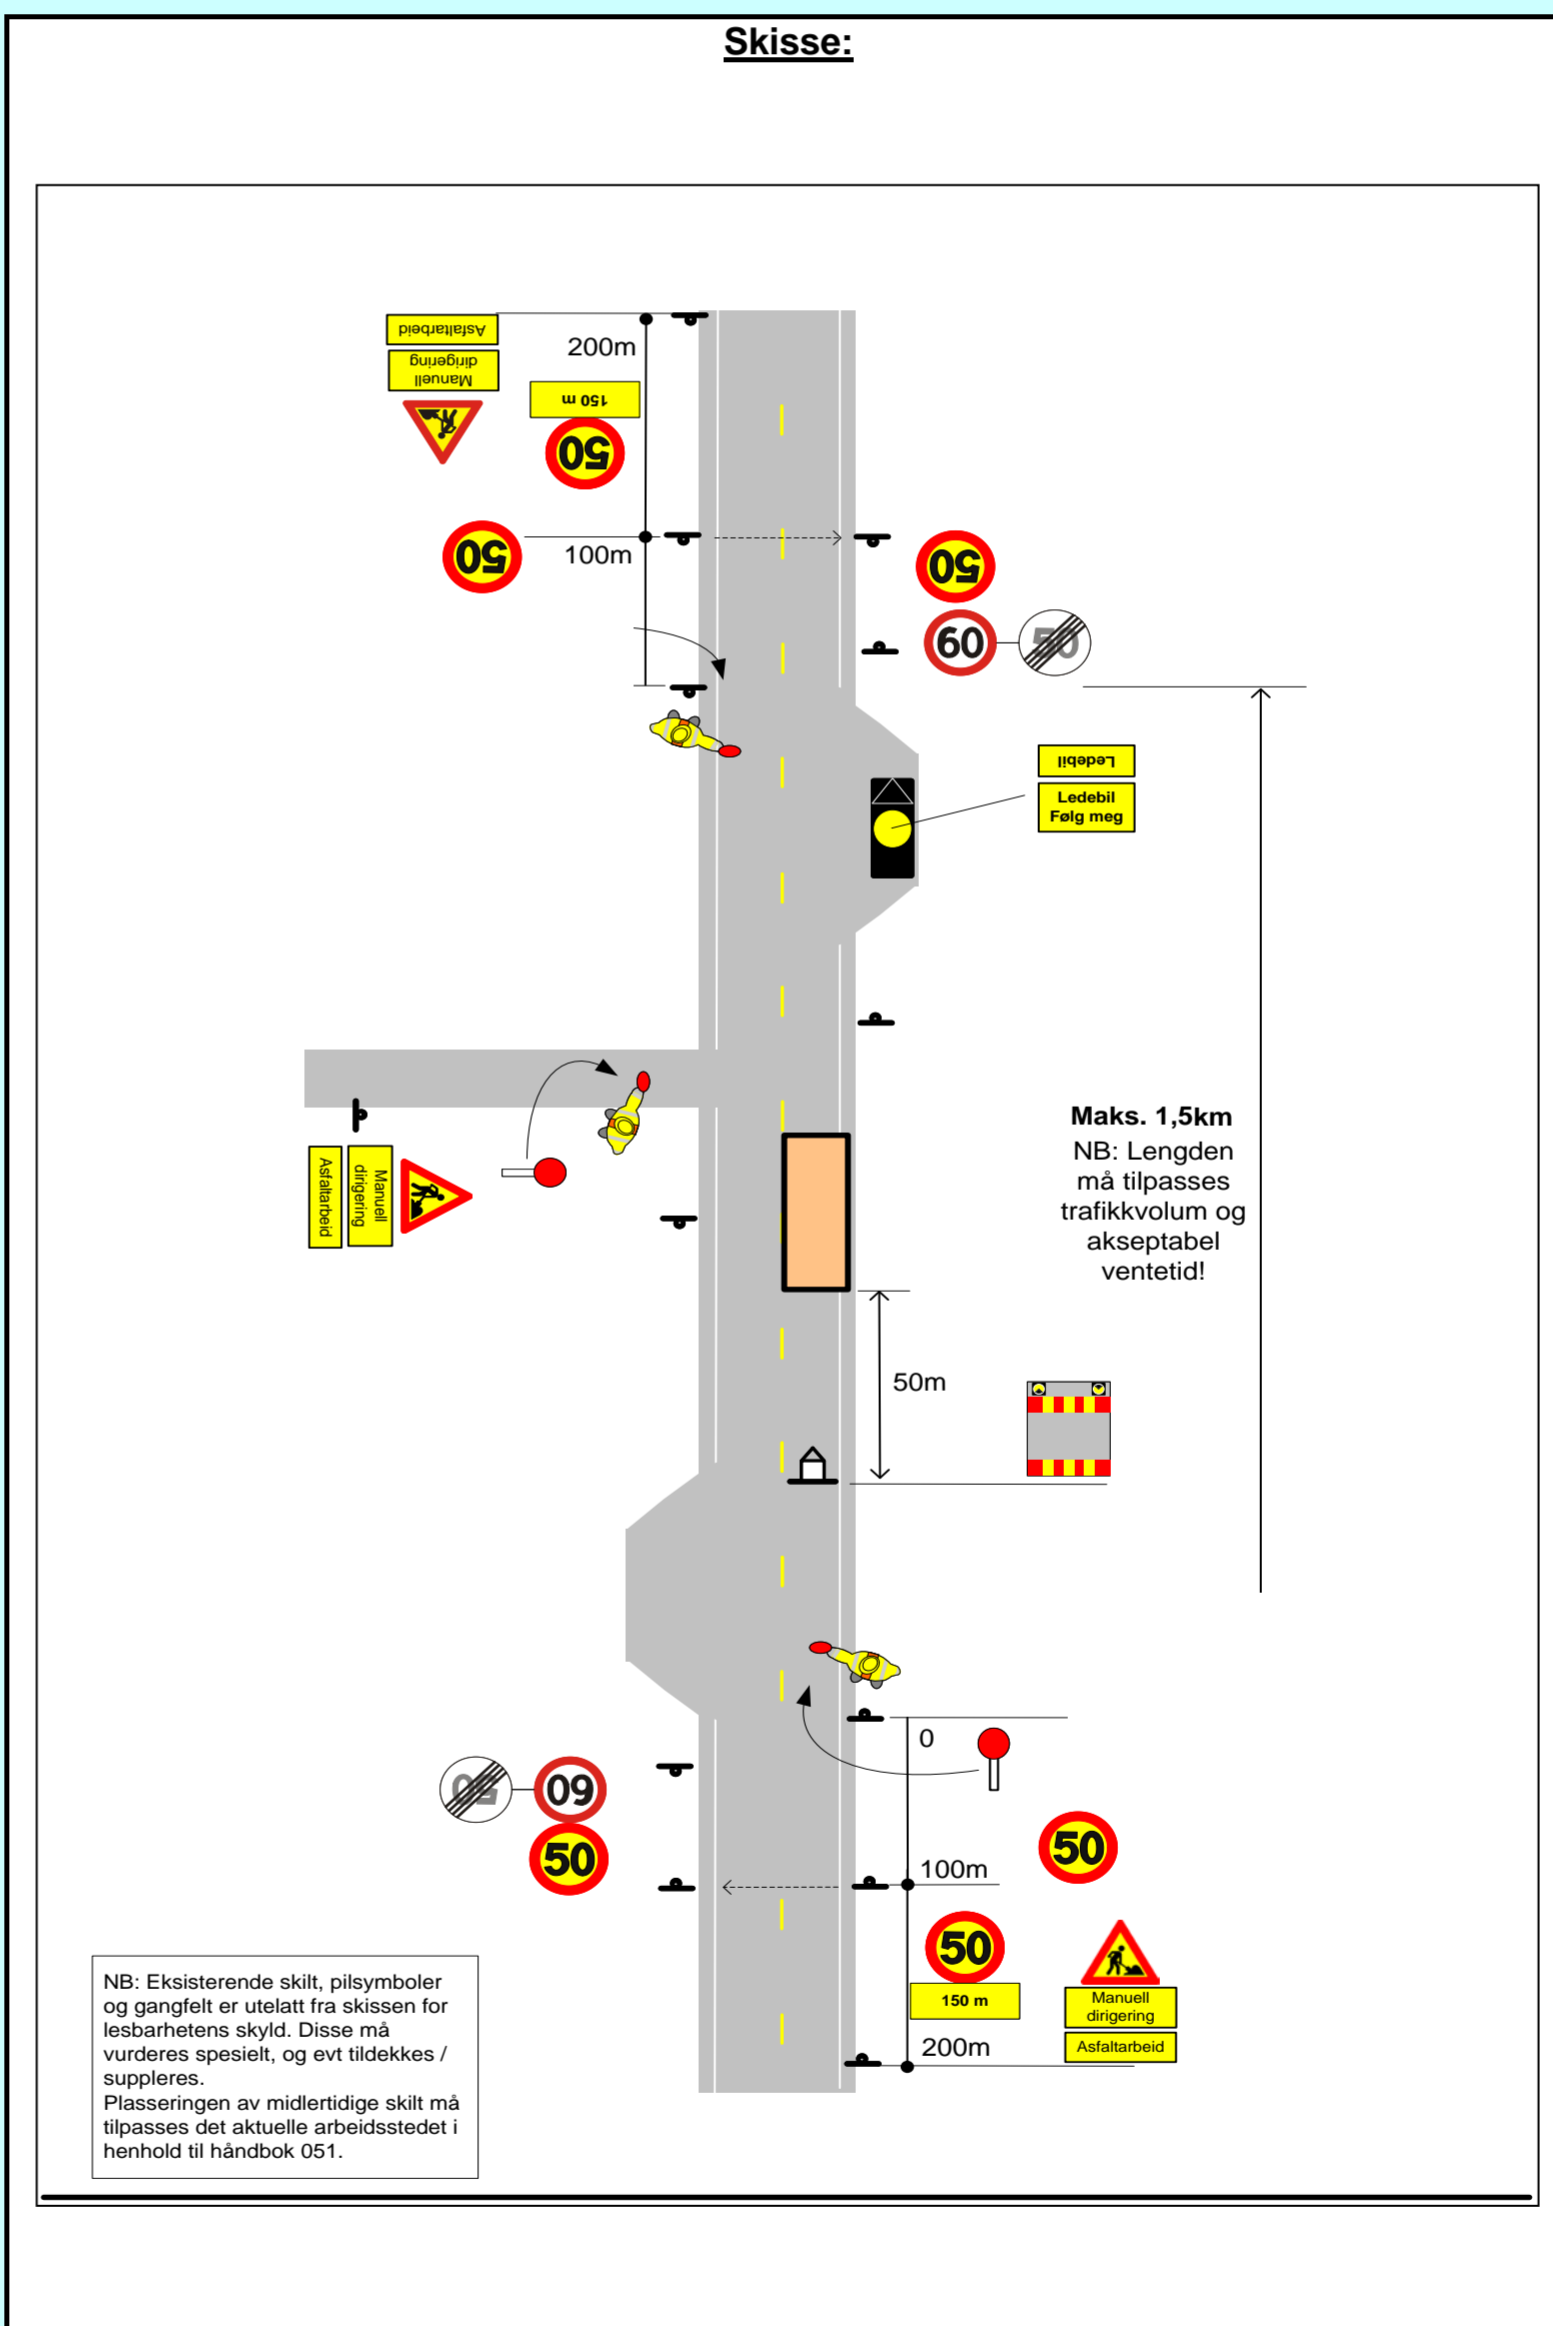 Skisse:
Asfaltarbeid
Manuell
dirigering
200m
150 m
50
50
100m
50
60
50
Ledebil
Ledebil
Følg meg
Manuell
dirigering
Asfaltarbeid
Maks. 1,5km
NB: Lengden
må tilpasses
trafikkvolum og
akseptabel
ventetid!
50m
0
50
60
50
50
100m
50
150 m
Manuell
dirigering
Asfaltarbeid
200m
NB: Eksisterende skilt, pilsymboler
og gangfelt er utelatt fra skissen for
lesbarhetens skyld. Disse må
vurderes spesielt, og evt tildekkes /
suppleres.
Plasseringen av midlertidige skilt må
tilpasses det aktuelle arbeidsstedet i
henhold til håndbok 051.